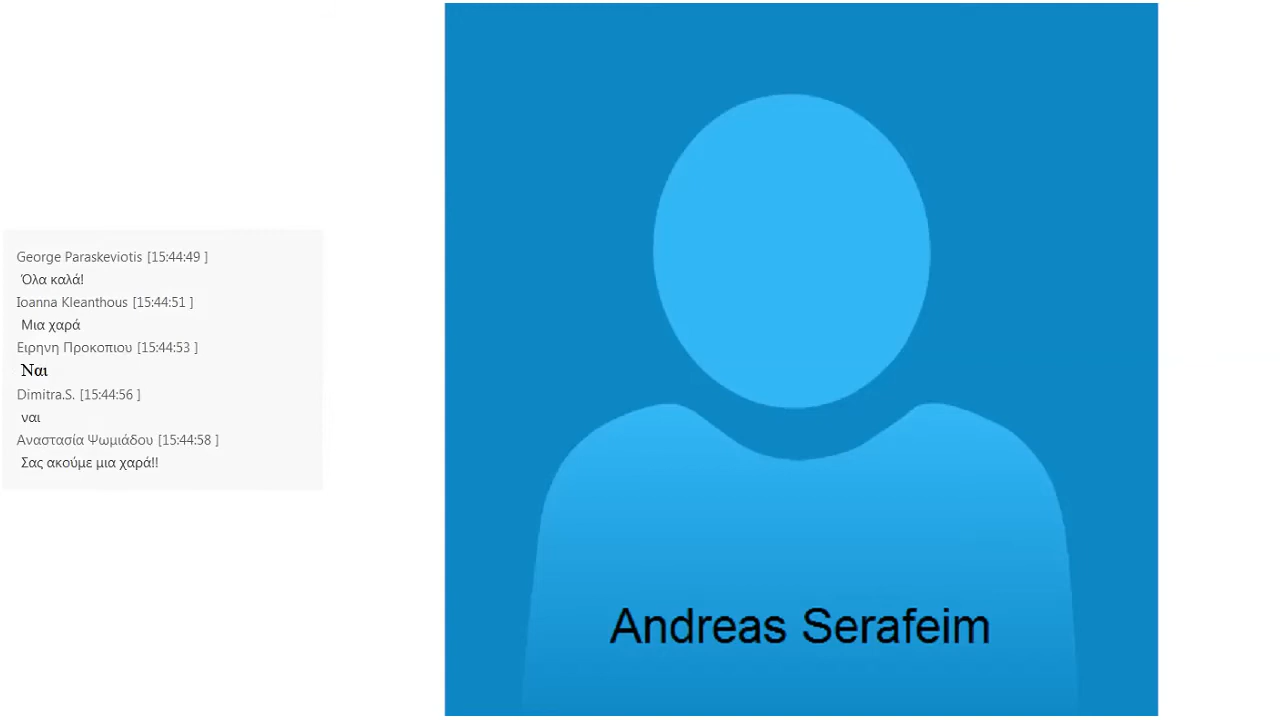 George Paraskeviotis [15:44:49 ]
Όλα καλά!
Ioanna Kleanthous [15:44:51 ]
Μια χαρά
Ειρηνη Προκοπιου [15:44:53 ]
Ναι
Dimitra.S. [15:44:56 ]
ναι
Αναστασία Ψωμιάδου [15:44:58 ]
Σας ακούμε μια χαρά!!
Andreas Serafeim